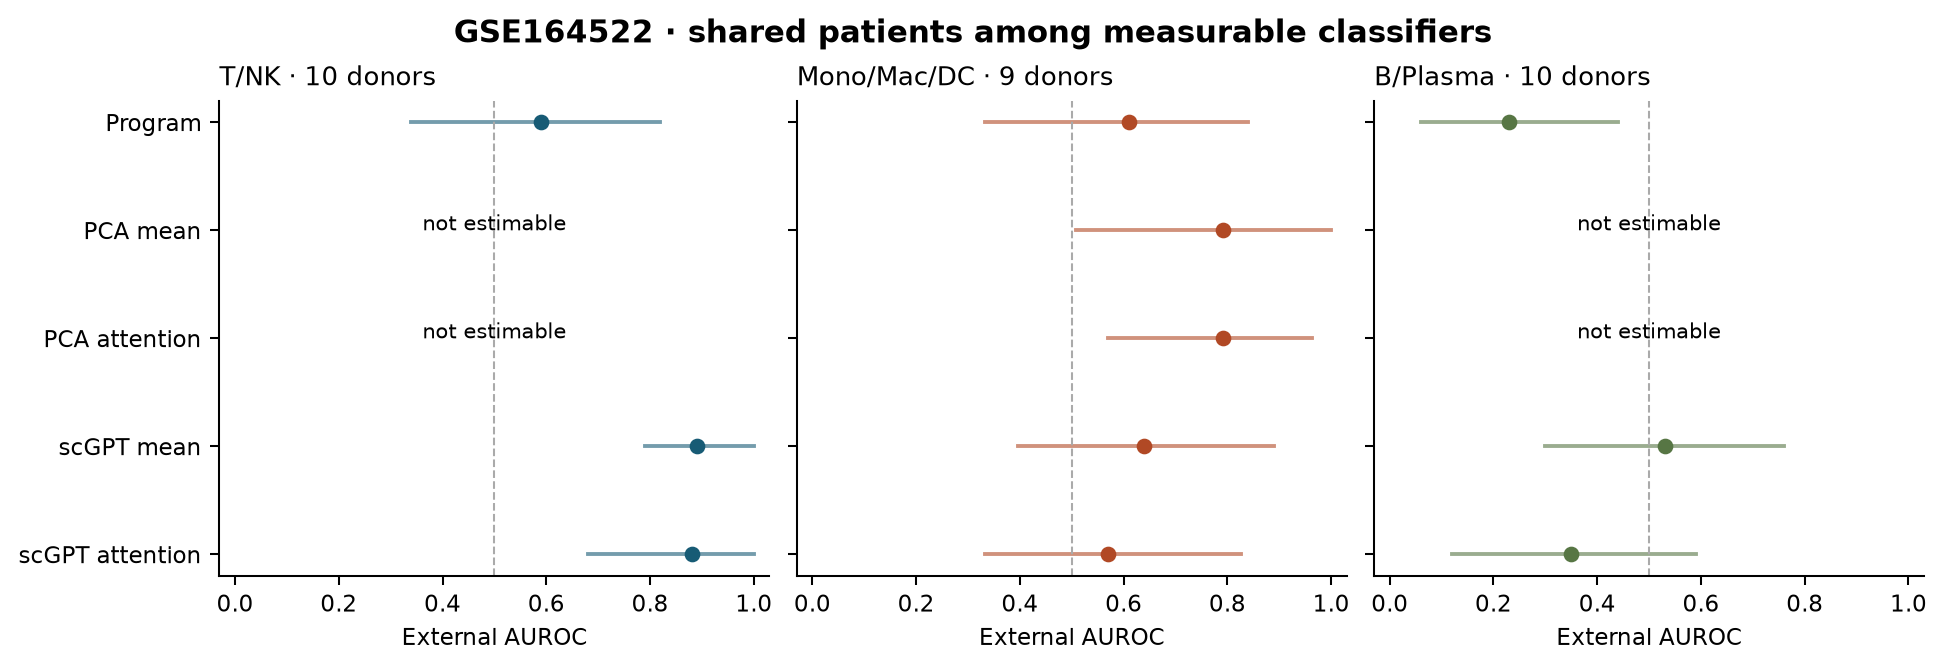 GSE164522 · shared patients among measurable classifiers
T/NK · 10 donors
Mono/Mac/DC · 9 donors
B/Plasma · 10 donors
Program
PCA mean
not estimable
not estimable
PCA attention
not estimable
not estimable
scGPT mean
scGPT attention
0.0 0.2 0.4 0.6 0.8 1.0
0.0 0.2 0.4 0.6 0.8 1.0
0.0 0.2 0.4 0.6 0.8 1.0
External AUROC
External AUROC
External AUROC